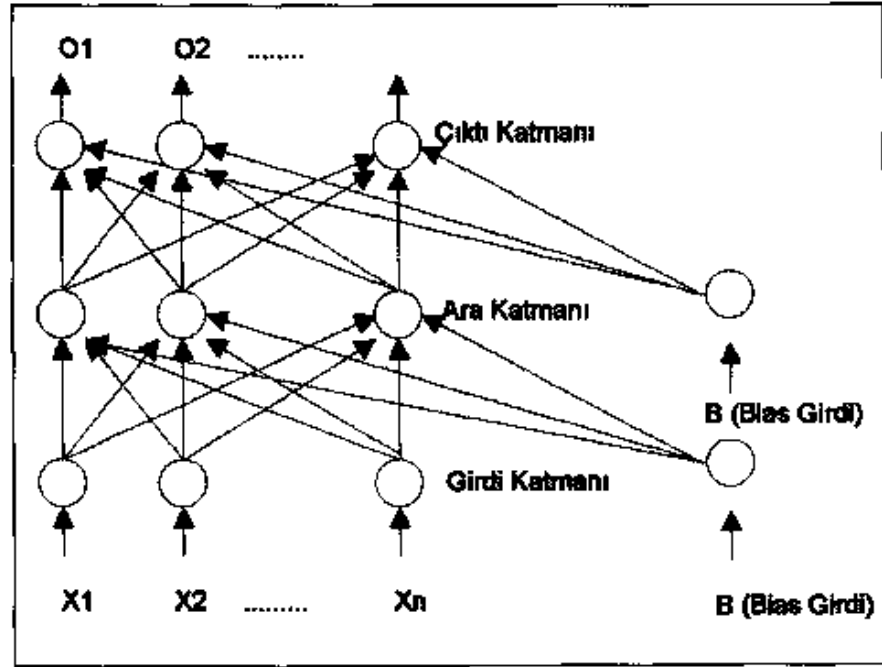 O1 O2 ........
Çıktı Katmanı
Ara Katmanı
B (Bias Girdi)
Girdi Katmanı
X1 X2 ......... Xn
B (Bias Girdi)